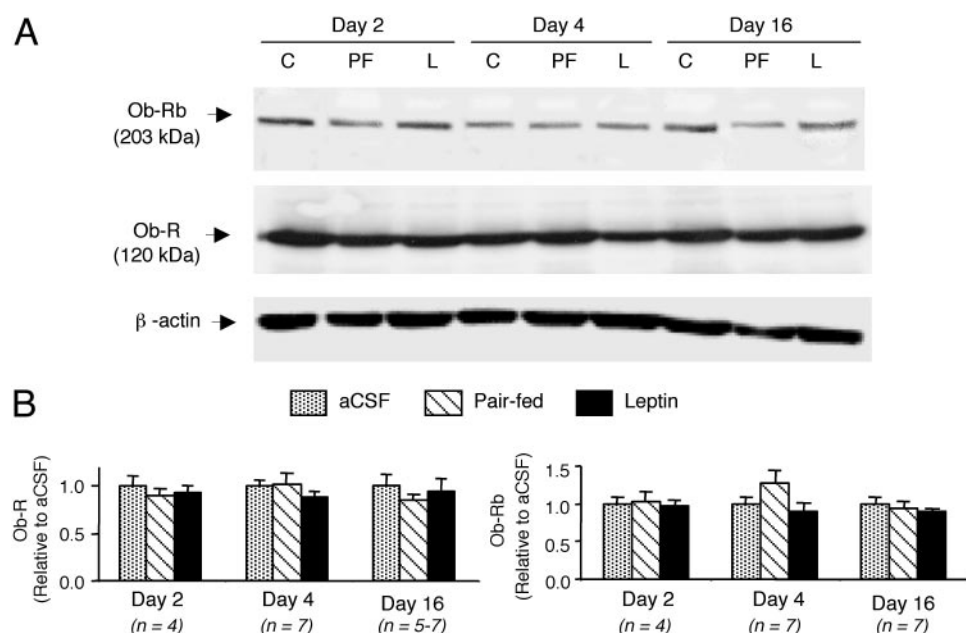 A
Day 2 Day 4 Day 16
C PF L C PF L C PF L
Ob-Rb
(203 kDa)
Ob-R
(120 kDa)
β -actin
B
aCSF Pair-fed Leptin
Ob-R
(Relative to aCSF)
1.0
0.5
0.0
Day 2 Day 4 Day 16
(n = 4) (n = 7) (n = 5-7)
Ob-Rb
(Relative to aCSF)
1.5
1.0
0.5
0.0
Day 2 Day 4 Day 16
(n = 4) (n = 7) (n = 7)